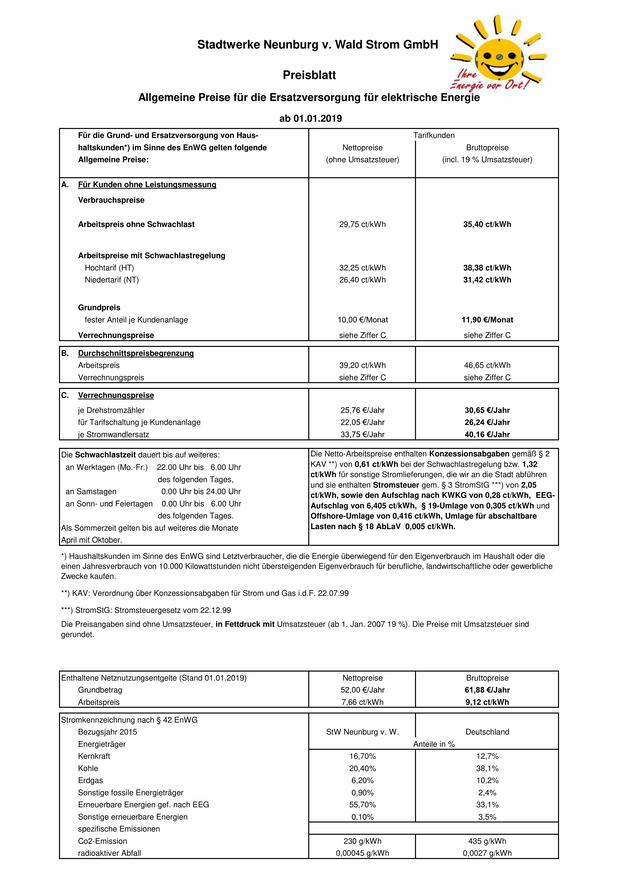 Stadtwerke Neunburg v. Wald Strom GmbH
Ihre
Energie vor Ort!
Preisblatt
Allgemeine Preise für die Ersatzversorgung für elektrische Energie
ab 01.01.2019
Für die Grund- und Ersatzversorgung von Haus-
haltskunden*) im Sinne des EnWG gelten folgende
Allgemeine Preise:
Tarifkunden
Nettopreise Bruttopreise
(ohne Umsatzsteuer) (incl. 19 % Umsatzsteuer)
A. Für Kunden ohne Leistungsmessung
Verbrauchspreise
Arbeitspreis ohne Schwachlast 29,75 ct/kWh 35,40 ct/kWh
Arbeitspreise mit Schwachlastregelung
Hochtarif (HT) 32,25 ct/kWh 38,38 ct/kWh
Niedertarif (NT) 26,40 ct/kWh 31,42 ct/kWh
Grundpreis
fester Anteil je Kundenanlage 10,00 €/Monat 11,90 €/Monat
Verrechnungspreise siehe Ziffer C siehe Ziffer C
B. Durchschnittspreisbegrenzung
Arbeitspreis 39,20 ct/kWh 46,65 ct/kWh
Verrechnungspreis siehe Ziffer C siehe Ziffer C
C. Verrechnungspreise
je Drehstromzähler 25,76 €/Jahr 30,65 €/Jahr
für Tarifschaltung je Kundenanlage 22,05 €/Jahr 26,24 €/Jahr
je Stromwandlersatz 33,75 €/Jahr 40,16 €/Jahr
Die Schwachlastzeit dauert bis auf weiteres:
an Werktagen (Mo.-Fr.) 22.00 Uhr bis 6.00 Uhr
des folgenden Tages,
an Samstagen 0.00 Uhr bis 24.00 Uhr
an Sonn- und Feiertagen 0.00 Uhr bis 6.00 Uhr
des folgenden Tages.
Als Sommerzeit gelten bis auf weiteres die Monate
April mit Oktober.
Die Netto-Arbeitspreise enthalten Konzessionsabgaben gemäß § 2
KAV **) von 0,61 ct/kWh bei der Schwachlastregelung bzw. 1,32
ct/kWh für sonstige Stromlieferungen, die wir an die Stadt abführen
und sie enthalten Stromsteuer gem. § 3 StromStG ***) von 2,05
ct/kWh, sowie den Aufschlag nach KWKG von 0,28 ct/kWh, EEG-
Aufschlag von 6,405 ct/kWh, § 19-Umlage von 0,305 ct/kWh und
Offshore-Umlage von 0,416 ct/kWh, Umlage für abschaltbare
Lasten nach § 18 AbLaV 0,005 ct/kWh.
*) Haushaltskunden im Sinne des EnWG sind Letztverbraucher, die die Energie überwiegend für den Eigenverbrauch im Haushalt oder die
einen Jahresverbrauch von 10.000 Kilowattstunden nicht übersteigenden Eigenverbrauch für berufliche, landwirtschaftliche oder gewerbliche
Zwecke kaufen.
**) KAV: Verordnung über Konzessionsabgaben für Strom und Gas i.d.F. 22.07.99
***) StromStG: Stromsteuergesetz vom 22.12.99
Die Preisangaben sind ohne Umsatzsteuer, in Fettdruck mit Umsatzsteuer (ab 1. Jan. 2007 19 %). Die Preise mit Umsatzsteuer sind
gerundet.
Enthaltene Netznutzungsentgelte (Stand 01.01.2019) Nettopreise Bruttopreise
Grundbetrag 52,00 €/Jahr 61,88 €/Jahr
Arbeitspreis 7,66 ct/kWh 9,12 ct/kWh
Stromkennzeichnung nach § 42 EnWG
Bezugsjahr 2015 StW Neunburg v. W. Deutschland
Energieträger Anteile in %
Kernkraft 16,70% 12,7%
Kohle 20,40% 38,1%
Erdgas 6,20% 10,2%
Sonstige fossile Energieträger 0,90% 2,4%
Erneuerbare Energien gef. nach EEG 55,70% 33,1%
Sonstige erneuerbare Energien 0,10% 3,5%
spezifische Emissionen
Co2-Emission 230 g/kWh 435 g/kWh
radioaktiver Abfall 0,00045 g/kWh 0,0027 g/kWh